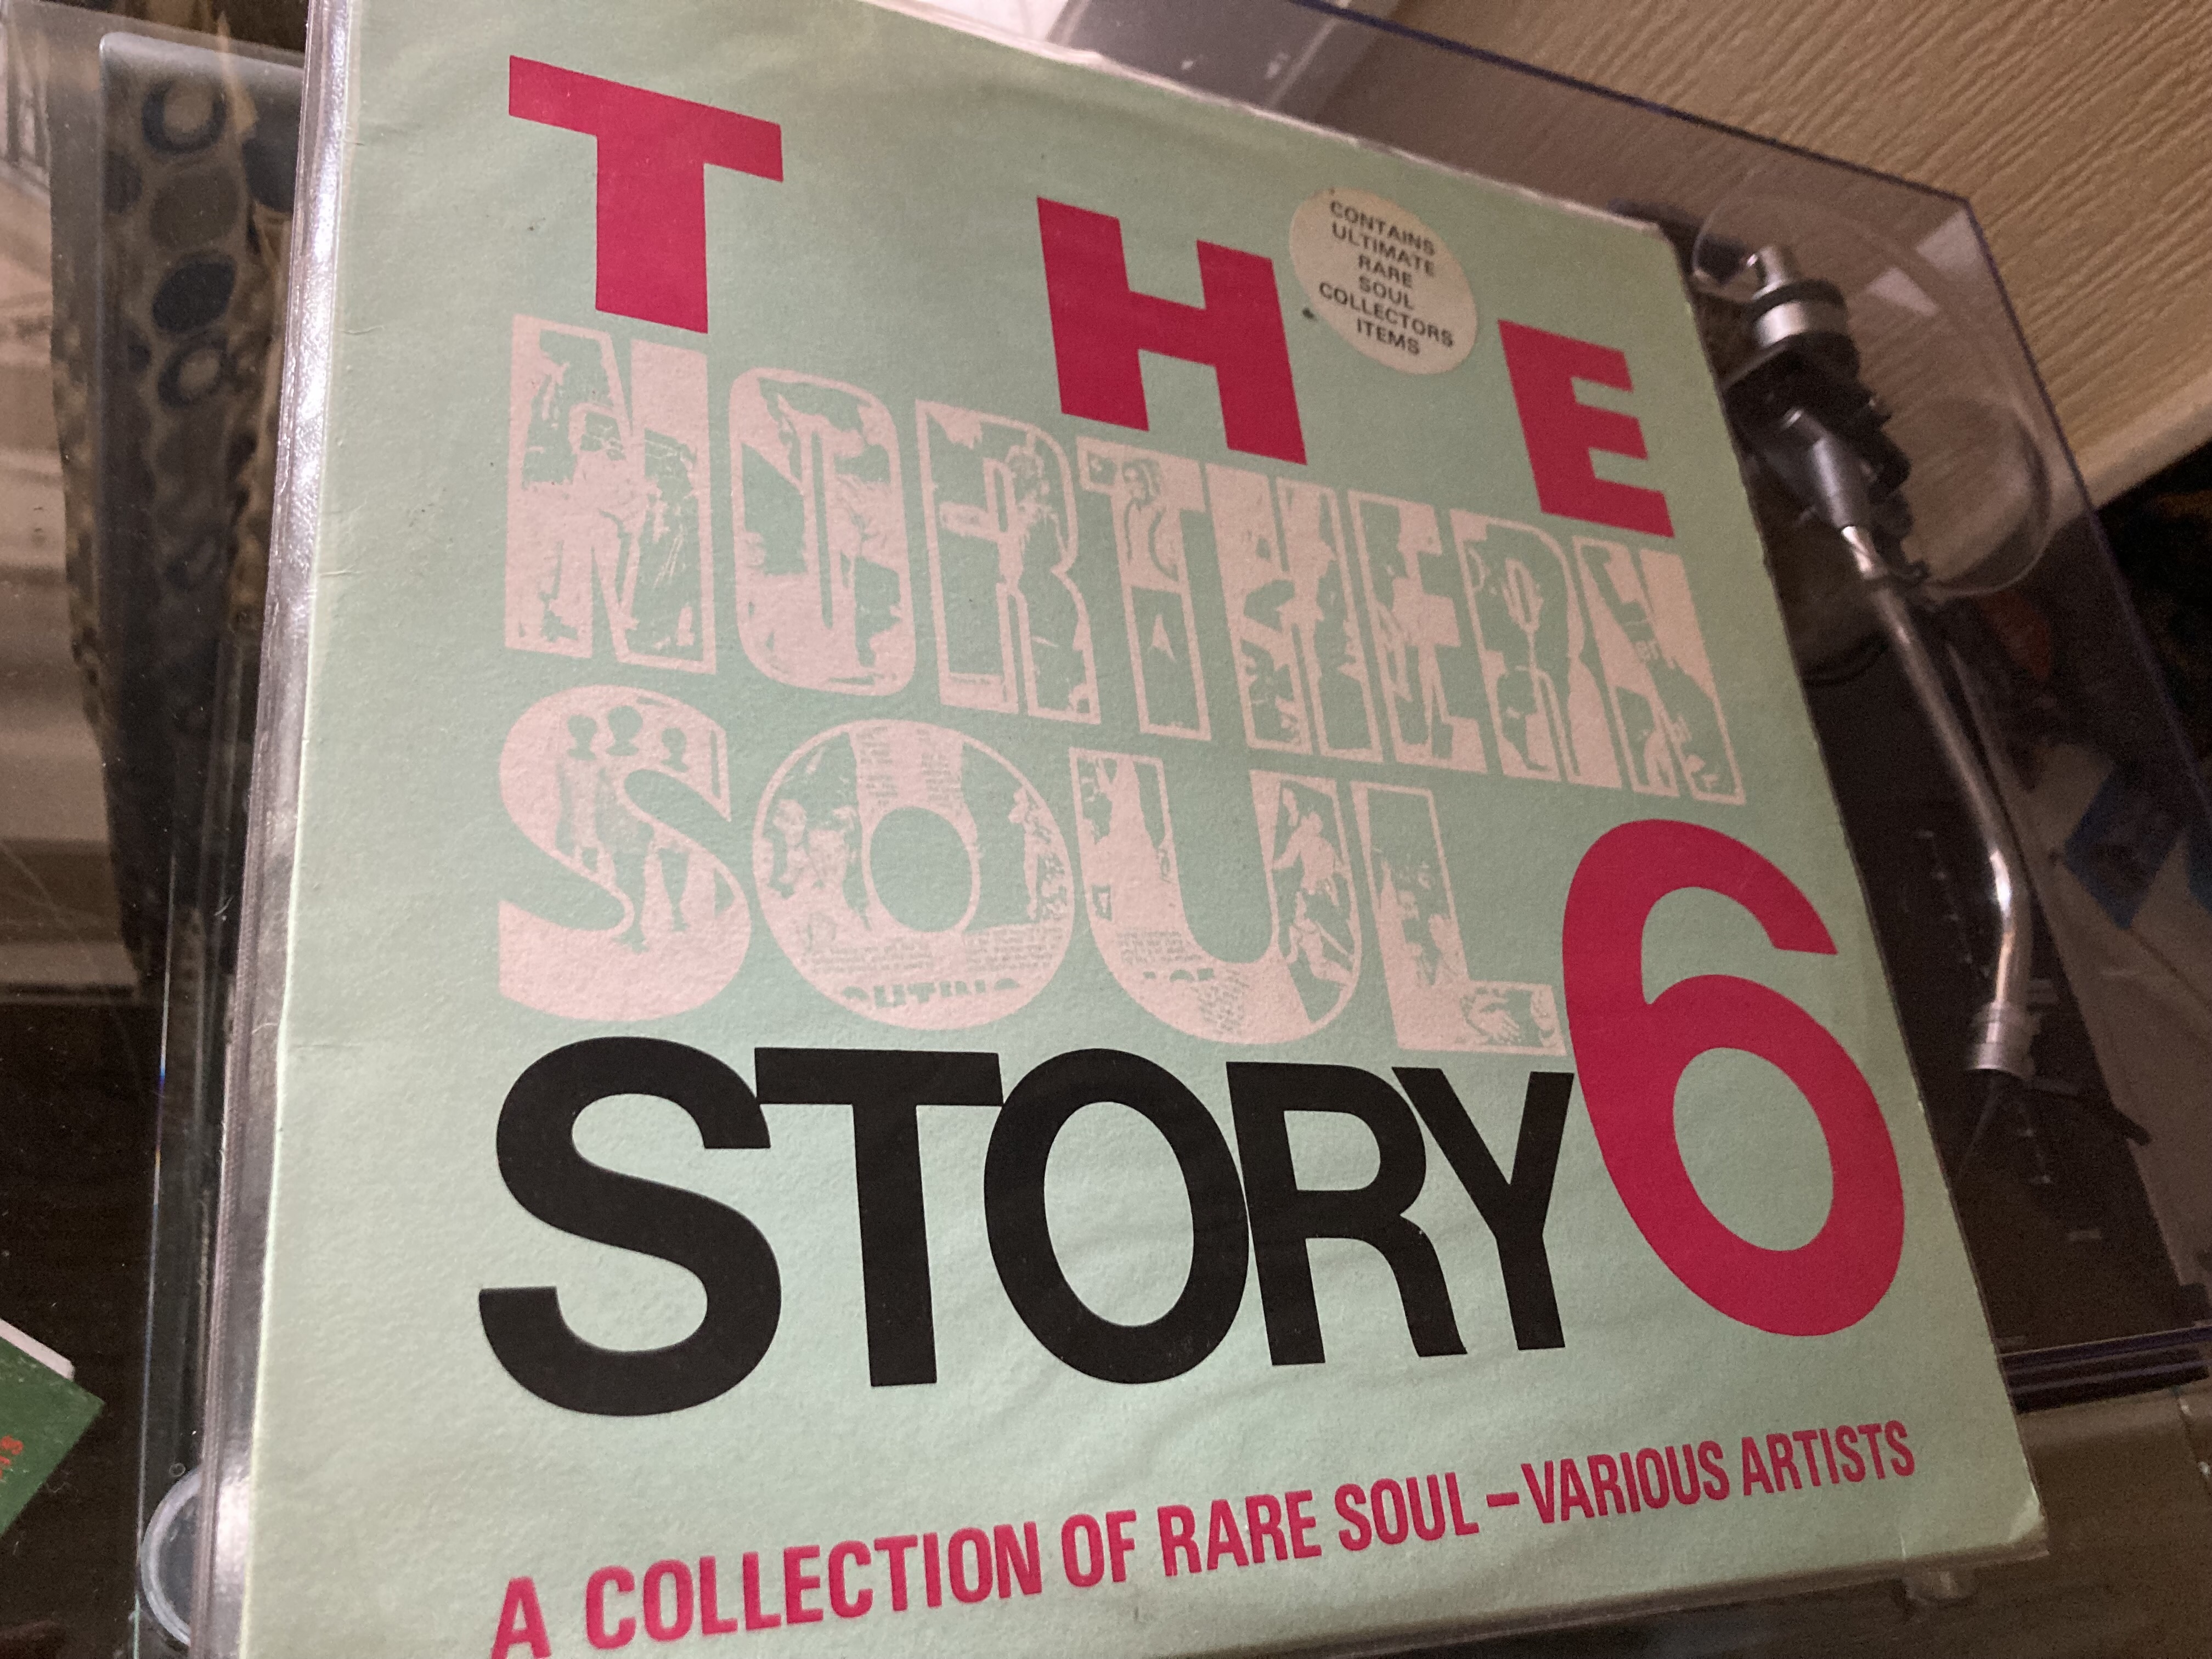 THE
CONTAINS
ULTIMATE
RARE
SOUL
COLLECTORS
ITEMS
NORTHERN
SOUL
STORY 6
A COLLECTION OF RARE SOUL – VARIOUS ARTISTS